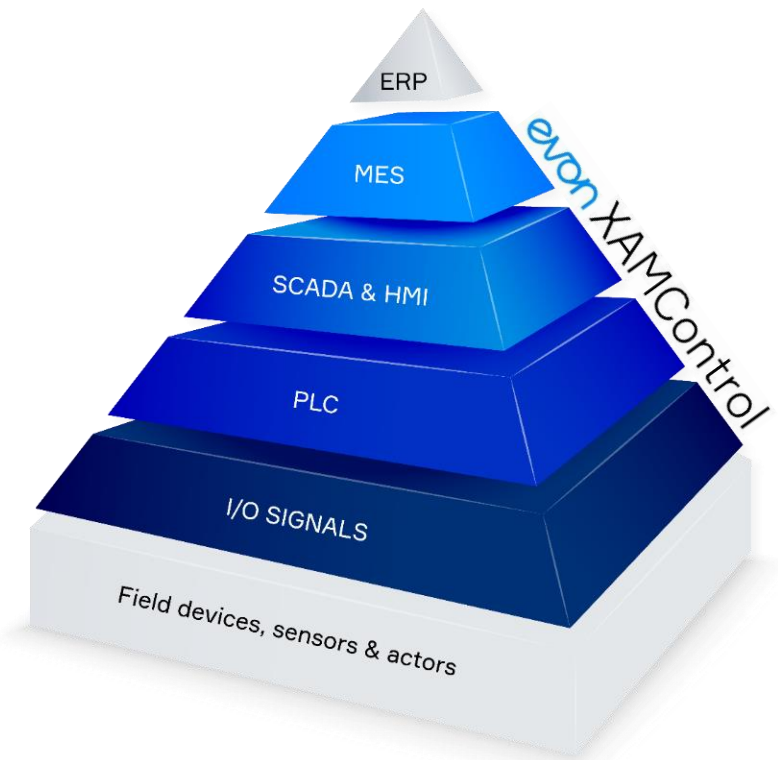 ERP
evon XAMControl
MES
SCADA & HMI
PLC
I/O SIGNALS
Field devices, sensors & actors